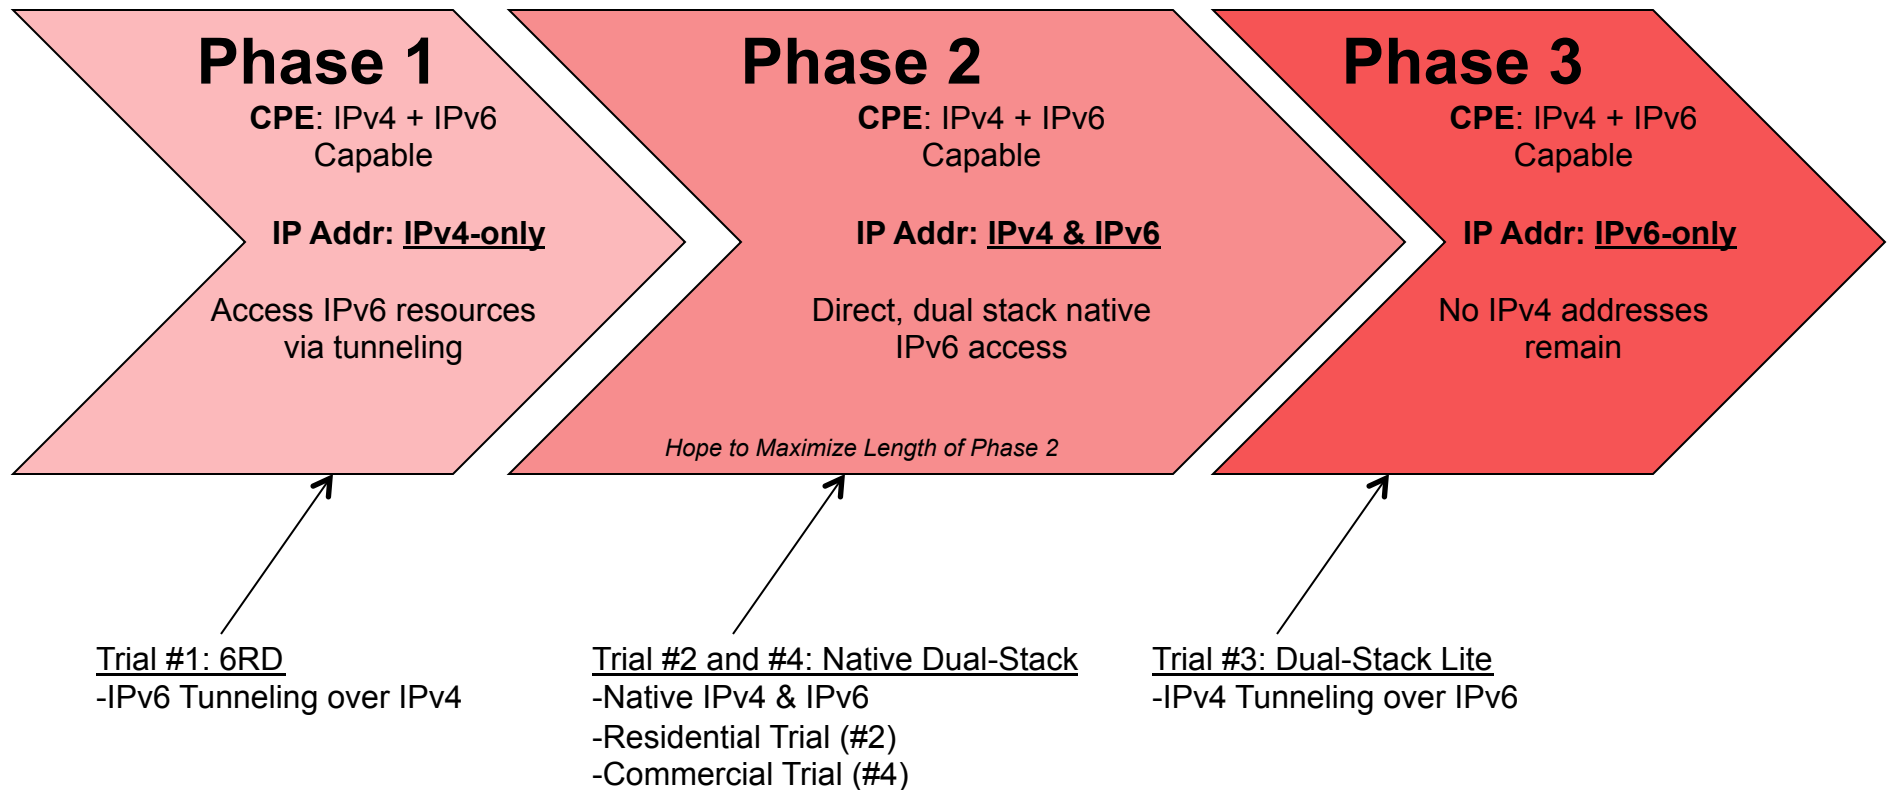 Phase 1
CPE: IPv4 + IPv6
Capable
IP Addr: IPv4-only
Access IPv6 resources
via tunneling
Phase 2
CPE: IPv4 + IPv6
Capable
IP Addr: IPv4 & IPv6
Direct, dual stack native
IPv6 access
Hope to Maximize Length of Phase 2
Phase 3
CPE: IPv4 + IPv6
Capable
IP Addr: IPv6-only
No IPv4 addresses
remain
Trial #1: 6RD
-IPv6 Tunneling over IPv4
Trial #2 and #4: Native Dual-Stack
-Native IPv4 & IPv6
-Residential Trial (#2)
-Commercial Trial (#4)
Trial #3: Dual-Stack Lite
-IPv4 Tunneling over IPv6